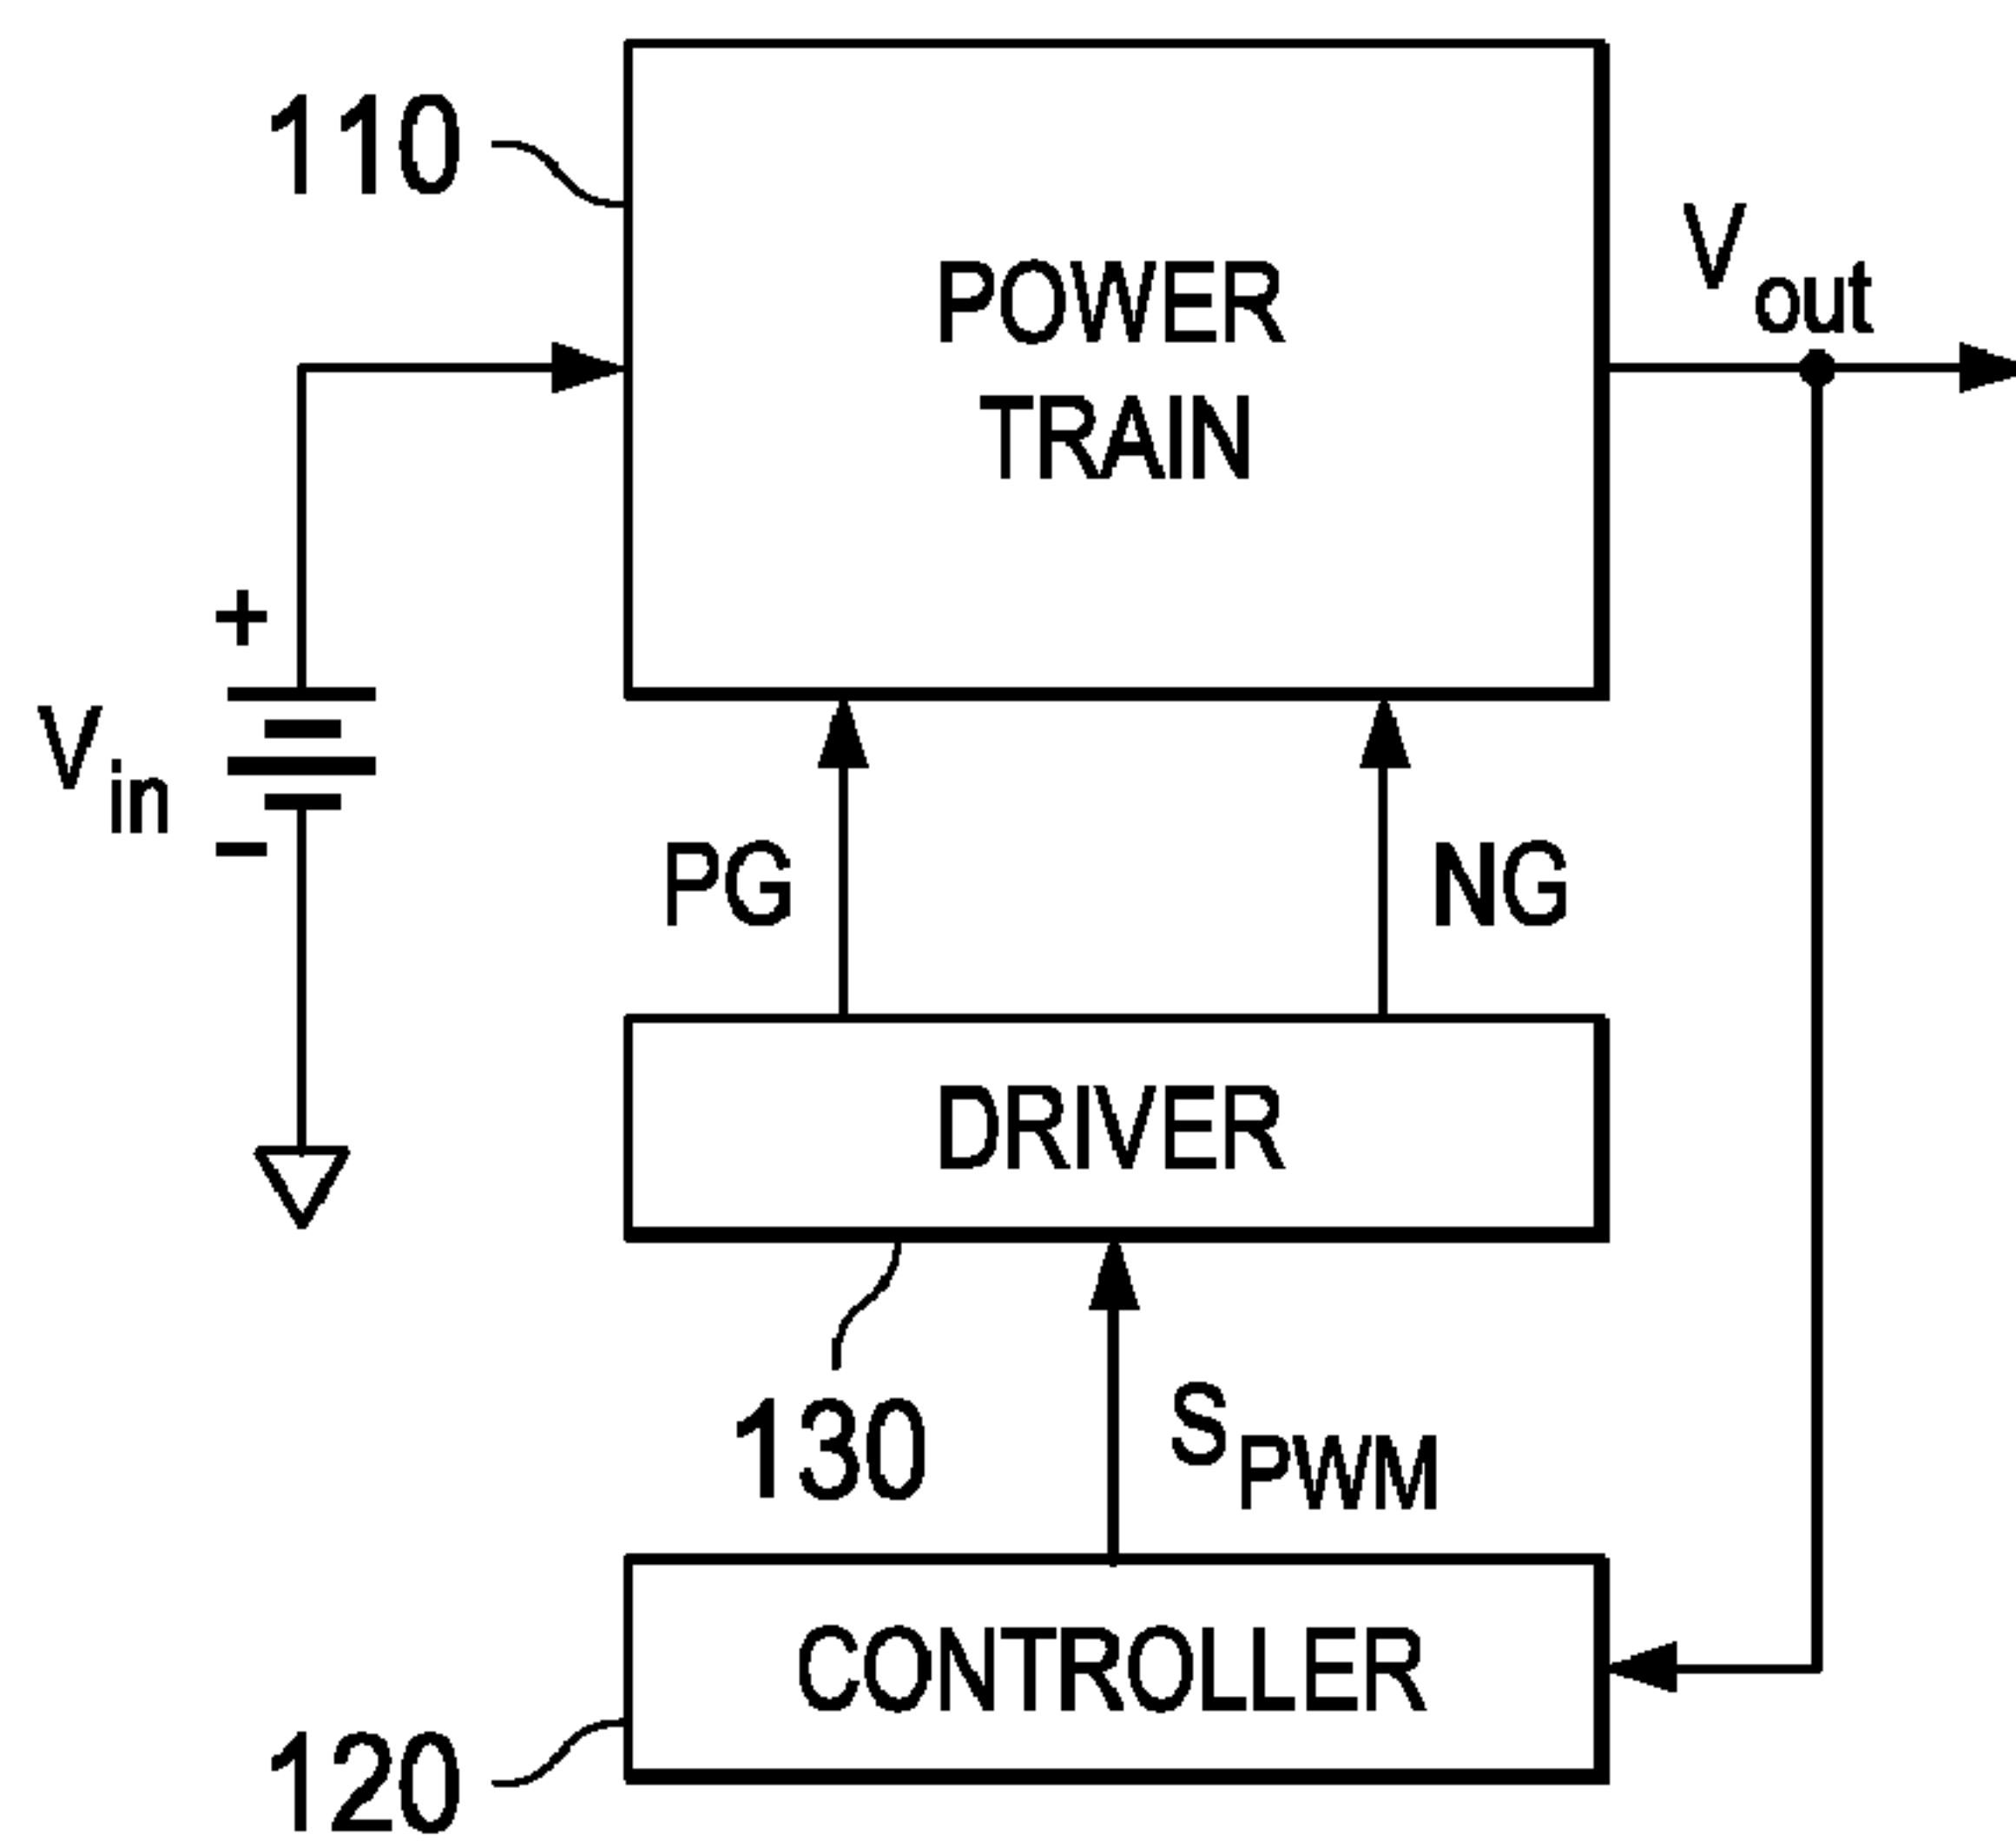 110
POWER
TRAIN
Vout
+
Vin
−
PG
NG
DRIVER
130
SPWM
CONTROLLER
120